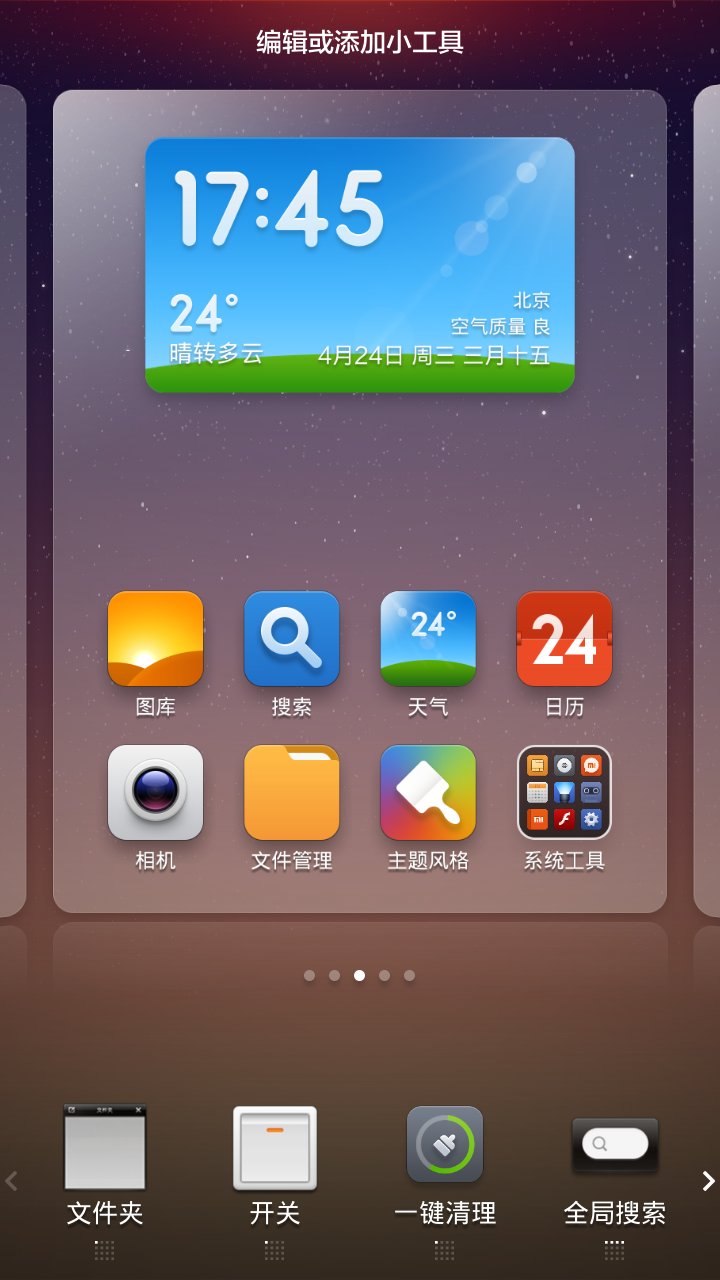 编辑或添加小工具
17:45
24°
北京
空气质量 良
晴转多云
4月24日 周三 三月十五
24°
24
图库
搜索
天气
日历
相机
文件管理
主题风格
系统工具
文件夹
文件夹
开关
一键清理
全局搜索